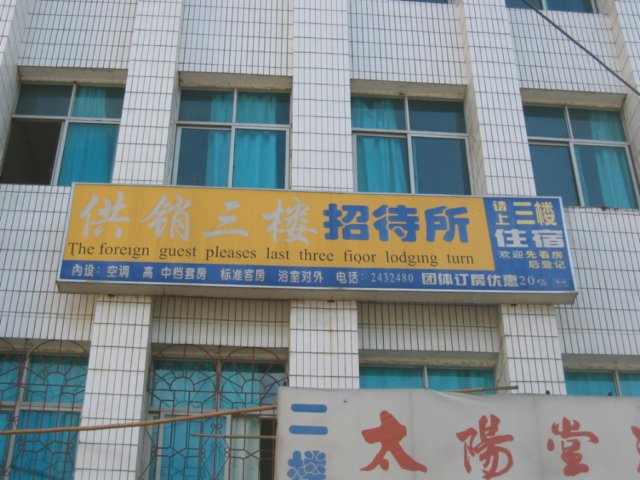 供销三楼招待所
The foreign guest pleases last three fioor lodging turn
内设：空调 高 中档套房 标准客房 浴室对外 电话：2432480 团体订房优惠20%
请上三楼
住宿
欢迎先看房
后登记
二楼
太陽堂